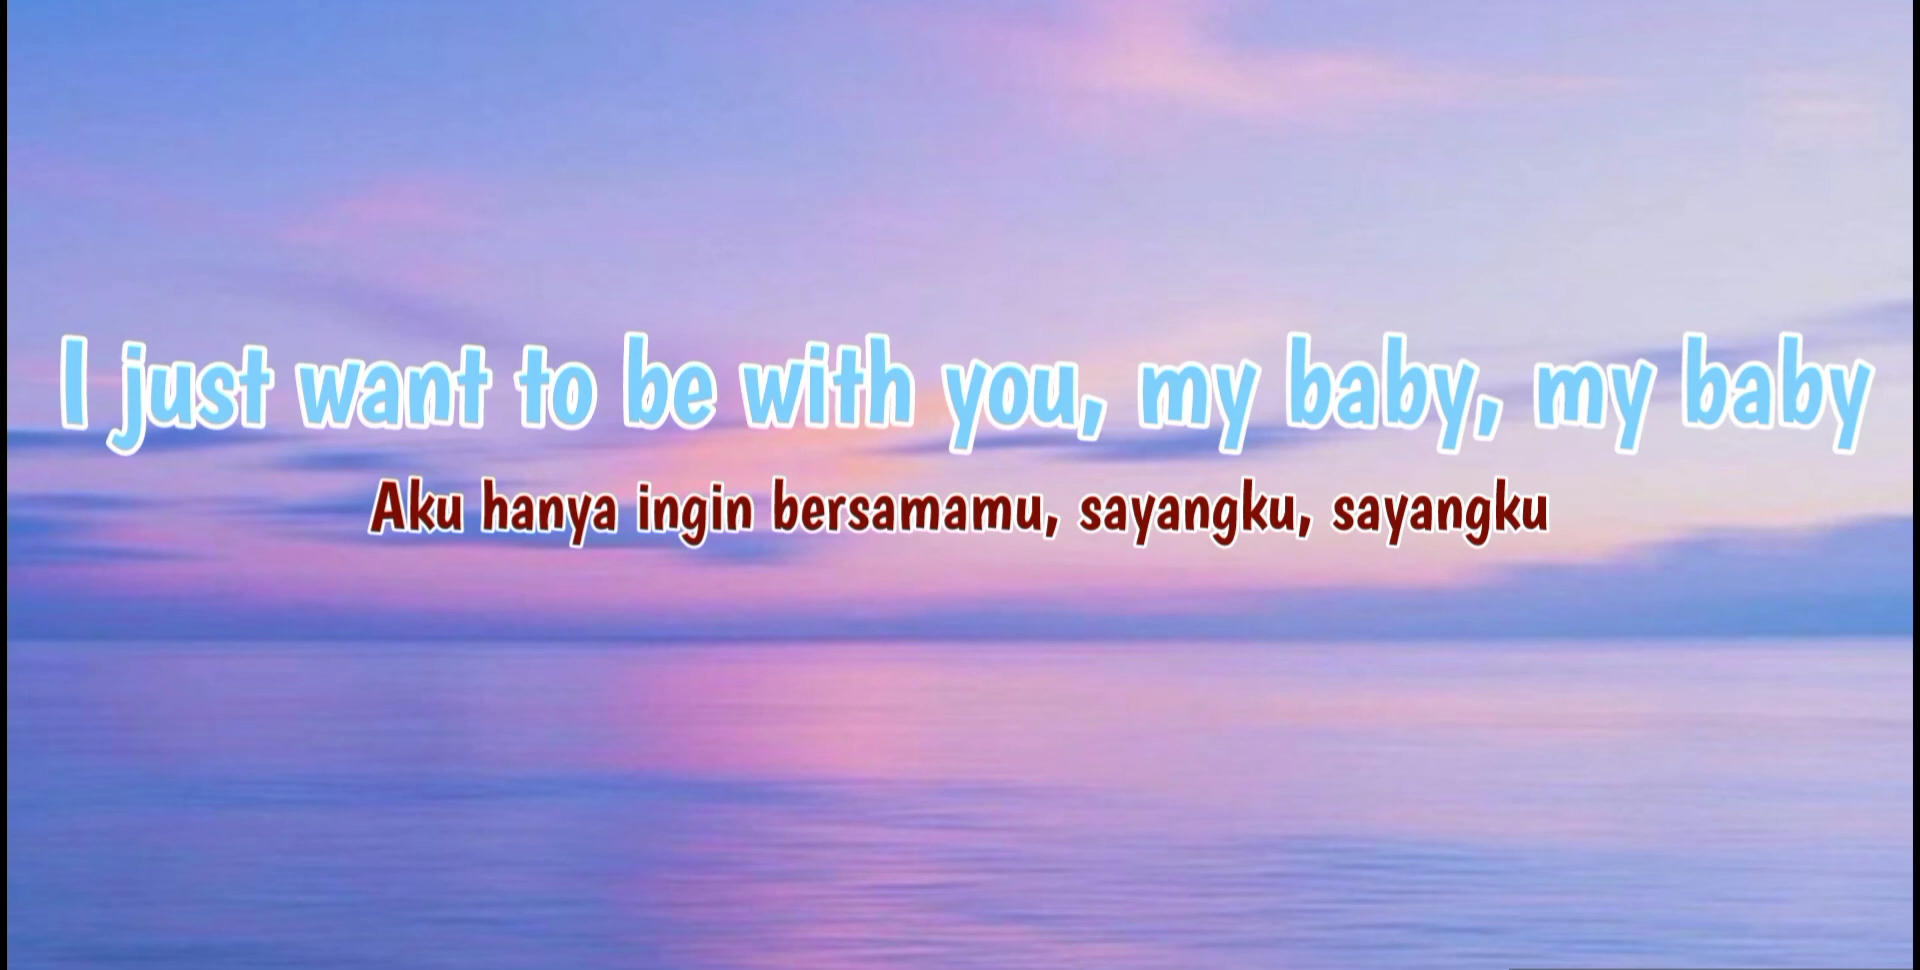 I just want to be with you, my baby, my baby
Aku hanya ingin bersamamu, sayangku, sayangku